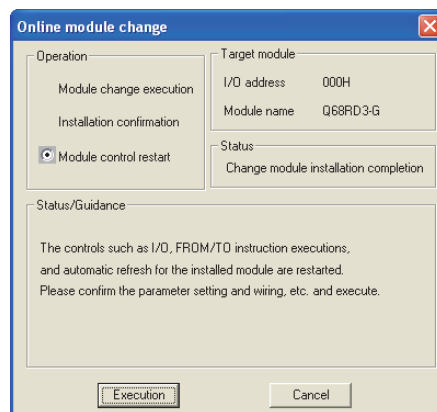 Online module change
Operation
Module change execution
Installation confirmation
Module control restart
Target module
I/O address 000H
Module name Q68RD3-G
Status
Change module installation completion
Status/Guidance
The controls such as I/O, FROM/TO instruction executions,
and automatic refresh for the installed module are restarted.
Please confirm the parameter setting and wiring, etc. and execute.
Execution
Cancel